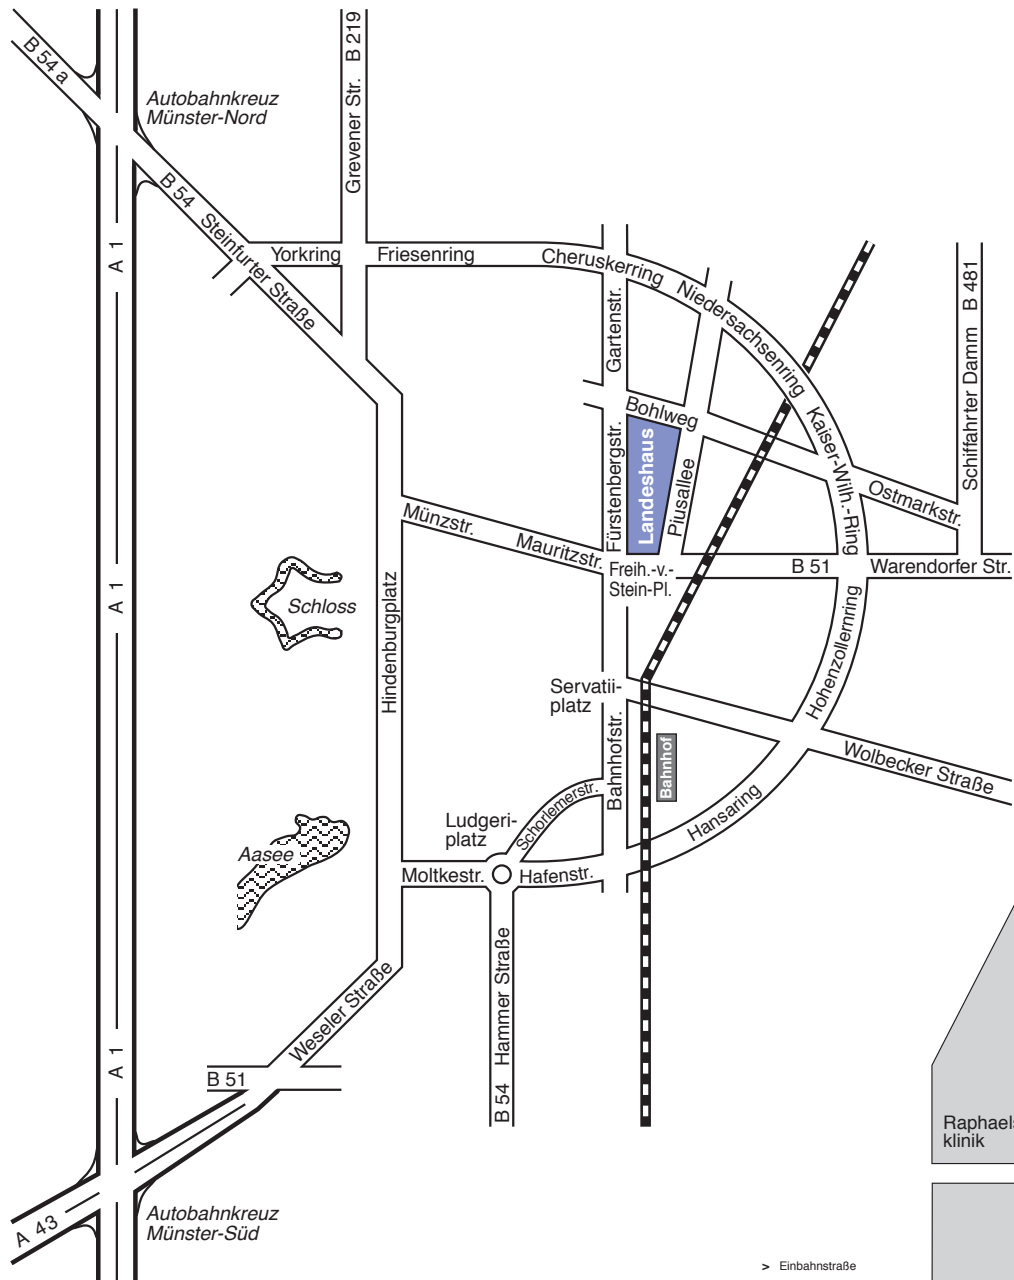 B 54 a
Autobahnkreuz
Münster-Nord
Grevener Str. B 219
B 54 Steinfurter Straße
A 1
Yorkring
Friesenring
Cheruskerring
Niedersachsenring
Kaiser-Wilh.-Ring
Schiffahrter Damm B 481
Gartenstr.
Bohlweg
Landeshaus
Fürstenbergstr.
Piusallee
Ostmarkstr.
Münzstr.
Mauritzstr.
Freih.-v.-
Stein-Pl.
B 51
Warendorfer Str.
A 1
Schloss
Hindenburgplatz
Hohenzollernring
Servatii-
platz
Bahnhofstr.
Bahnhof
Wolbecker Straße
Schorlemerstr.
Hansaring
Ludgeri-
platz
Aasee
Moltkestr.
Hafenstr.
B 54 Hammer Straße
Weseler Straße
A 1
B 51
Raphaels
klinik
A 43
Autobahnkreuz
Münster-Süd
> Einbahnstraße